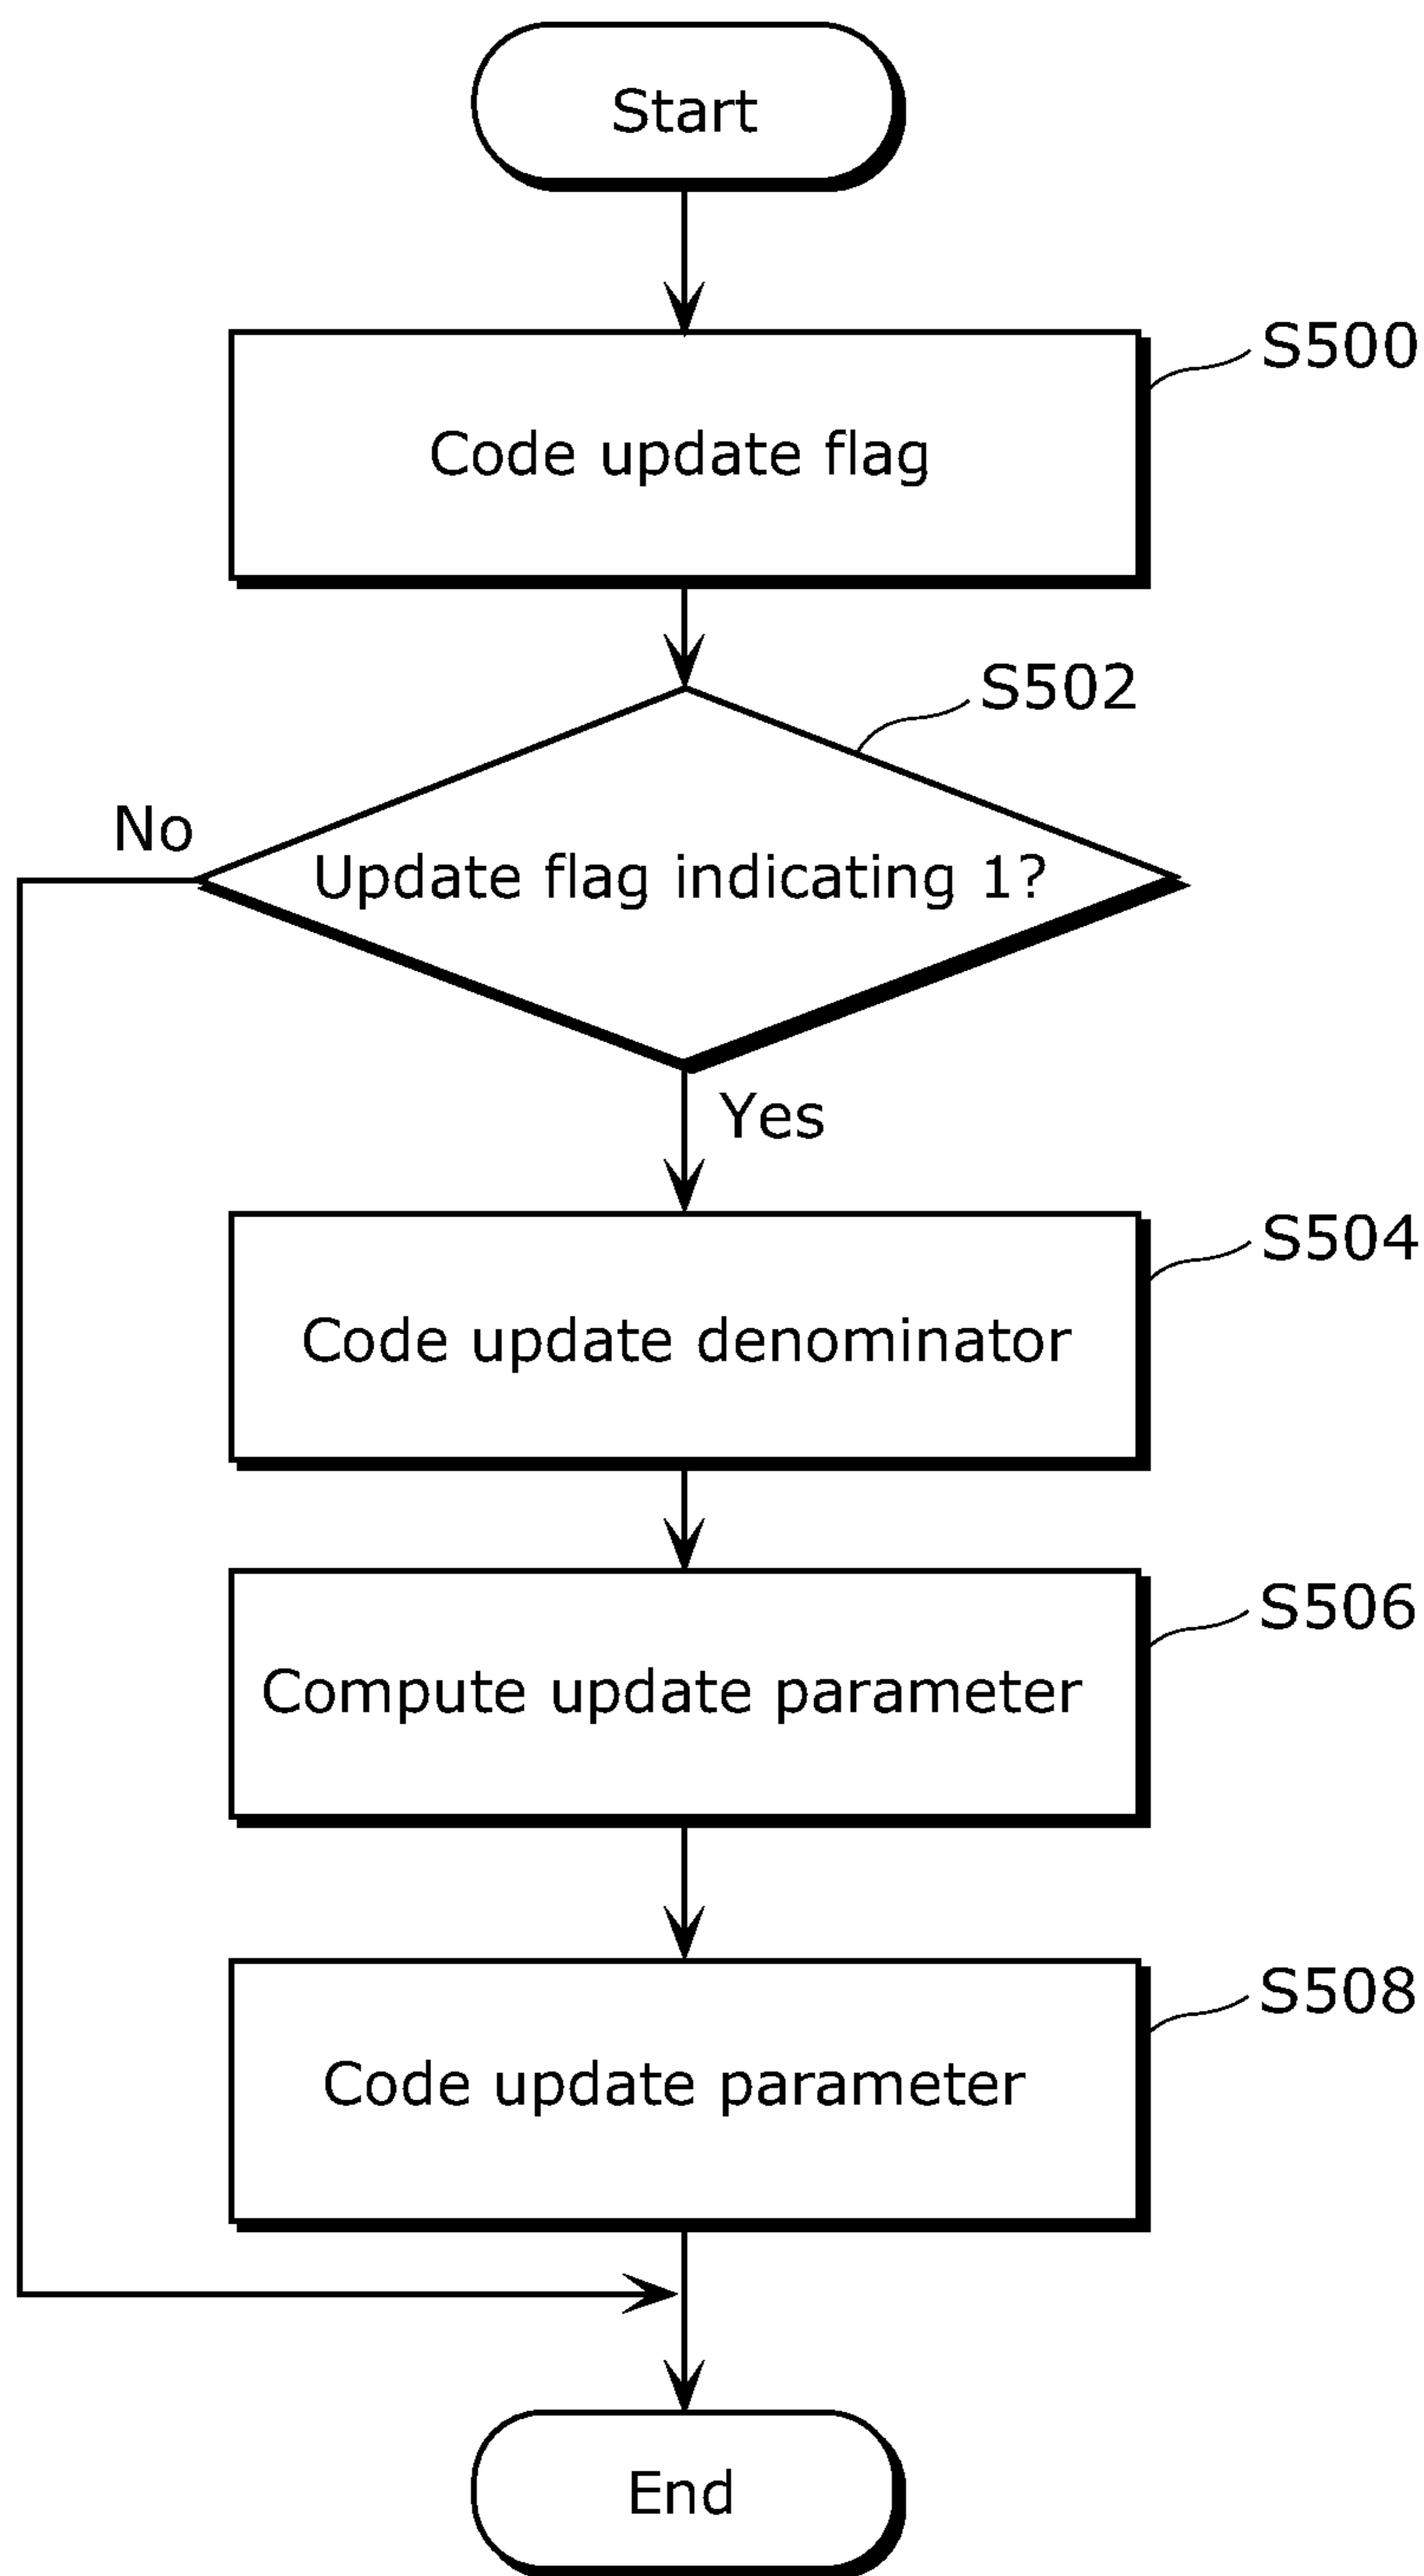 Start
S500
Code update flag
S502
No
Update flag indicating 1?
Yes
S504
Code update denominator
S506
Compute update parameter
S508
Code update parameter
End